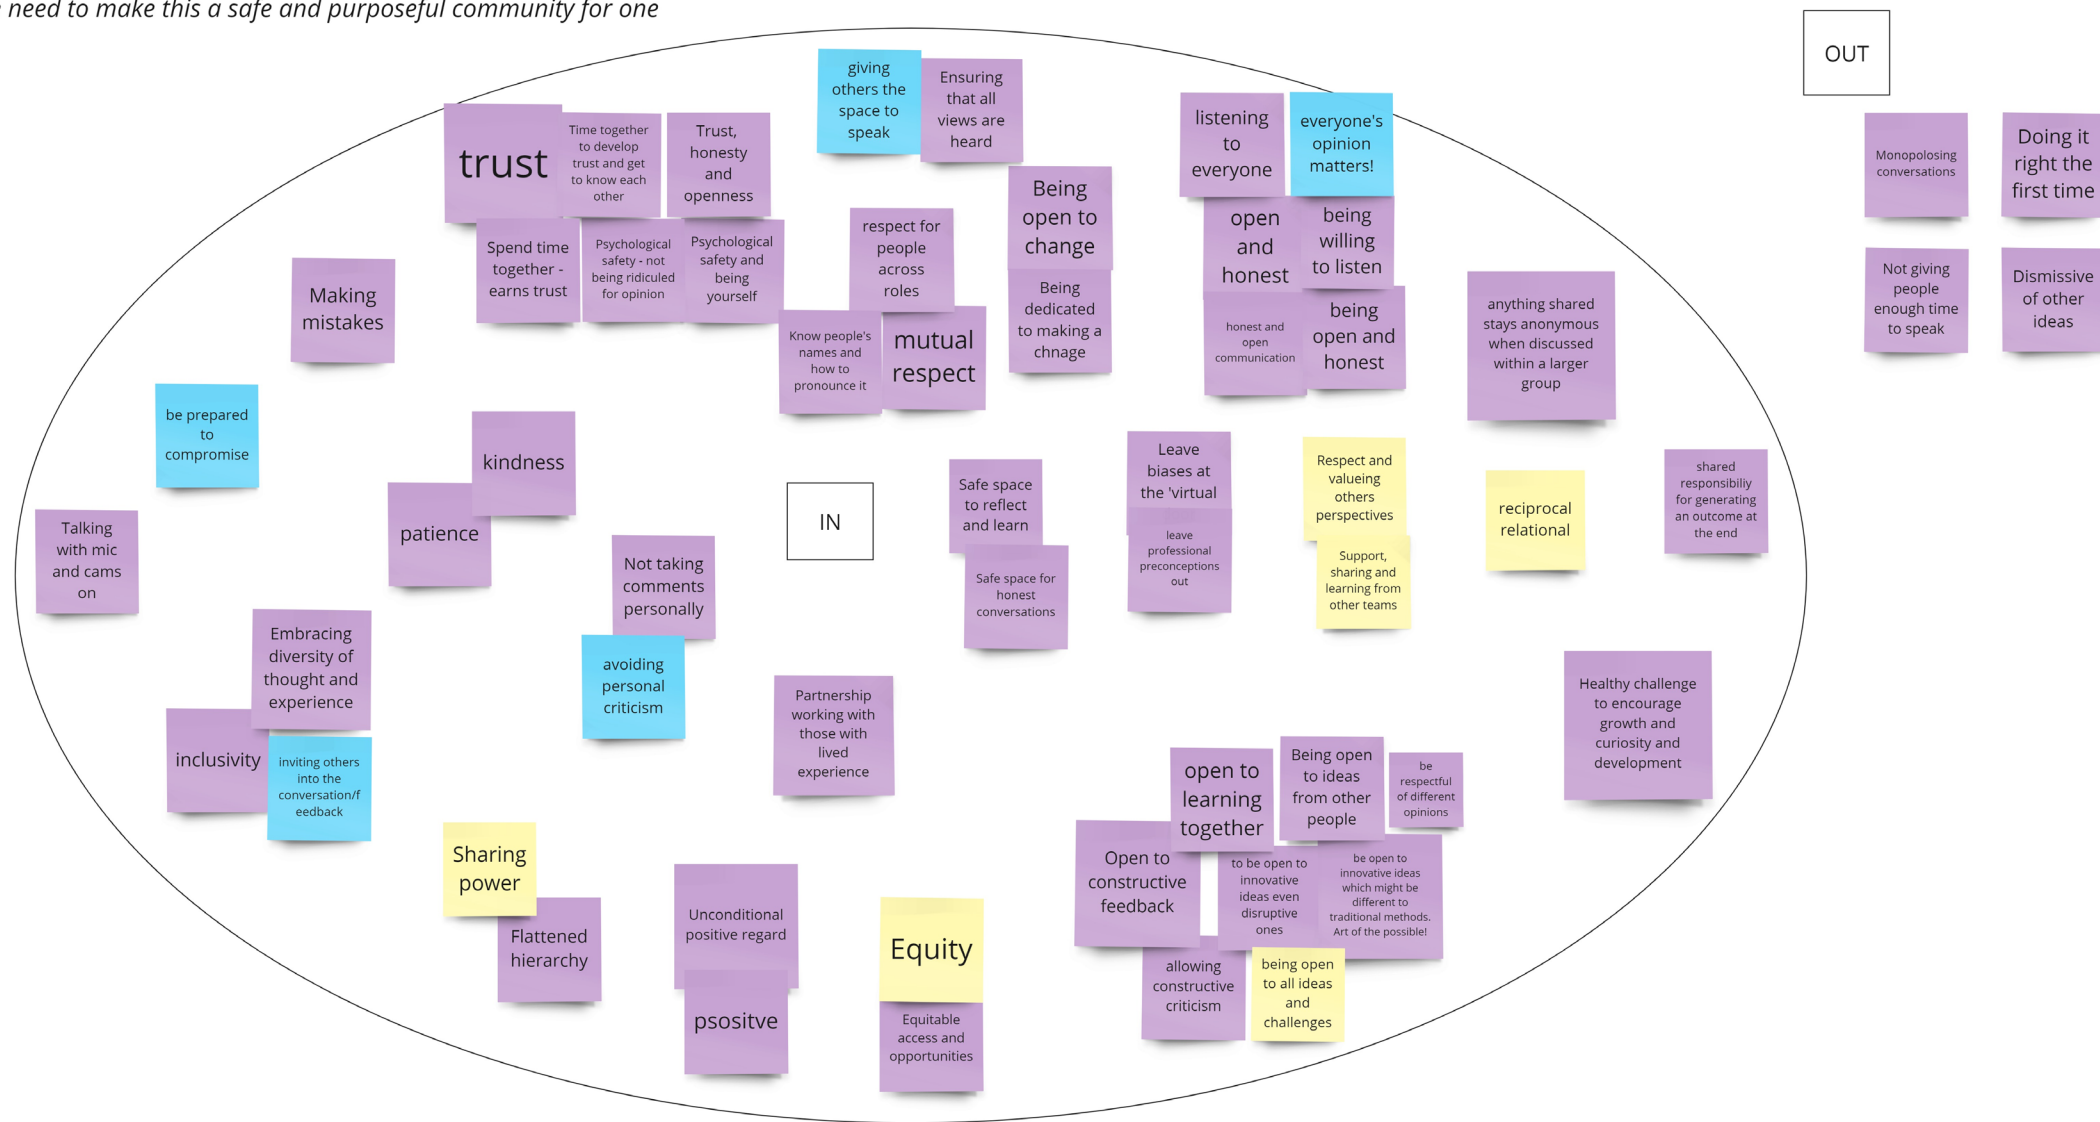 need to make this a safe and purposeful community for one
OUT
giving
others the
space to
speak
Ensuring
that all
views are
heard
listening
to
everyone
everyone's
opinion
matters!
trust
Time together
to develop
trust and get
to know each
other
Trust,
honesty
and
openness
Monopolosing
conversations
Doing it
right the
first time
Being
open to
change
open
and
honest
being
willing
to listen
respect for
people
across
roles
Spend time
together -
earns trust
Psychological
safety - not
being ridiculed
for opinion
Psychological
safety and
being
yourself
Making
mistakes
Not giving
people
enough time
to speak
Dismissive
of other
ideas
Being
dedicated
to making a
chnage
honest and
open
communication
being
open and
honest
anything shared
stays anonymous
when discussed
within a larger
group
Know people's
names and
how to
pronounce it
mutual
respect
be prepared
to
compromise
kindness
patience
IN
Safe space
to reflect
and learn
Leave
biases at
the 'virtual
Respect and
valueing
others
perspectives
reciprocal
relational
shared
responsibiliy
for generating
an outcome at
the end
Talking
with mic
and cams
on
Not taking
comments
personally
Safe space for
honest
conversations
leave
professional
preconceptions
out
Support,
sharing and
learning from
other teams
Embracing
diversity of
thought and
experience
avoiding
personal
criticism
Partnership
working with
those with
lived
experience
Healthy challenge
to encourage
growth and
curiosity and
development
inclusivity
inviting others
into the
conversation/f
eedback
open to
learning
together
Being open
to ideas
from other
people
be
respectful
of different
opinions
Sharing
power
Flattened
hierarchy
Unconditional
positive regard
psositve
Equity
Equitable
access and
opportunities
Open to
constructive
feedback
to be open to
innovative
ideas even
disruptive
ones
be open to
innovative ideas
which might be
different to
traditional methods.
Art of the possible!
allowing
constructive
criticism
being open
to all ideas
and
challenges